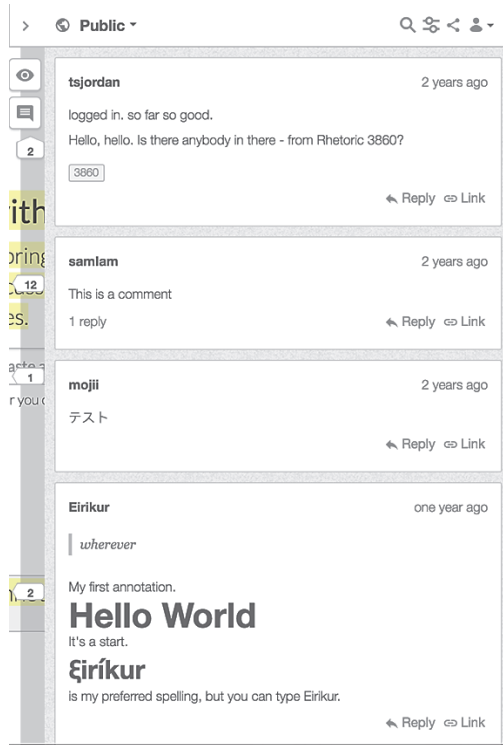 Public
tsjordan 2 years ago
logged in. so far so good.
Hello, hello. Is there anybody in there - from Rhetoric 3860?
2
3860
Reply Link
samlam 2 years ago
12
This is a comment
es.
1 reply Reply Link
1
mojii 2 years ago
r you
テスト
Reply Link
Eirikur one year ago
wherever
My first annotation.
2
Hello World
It's a start.
ξiríkur
is my preferred spelling, but you can type Eirikur.
Reply Link